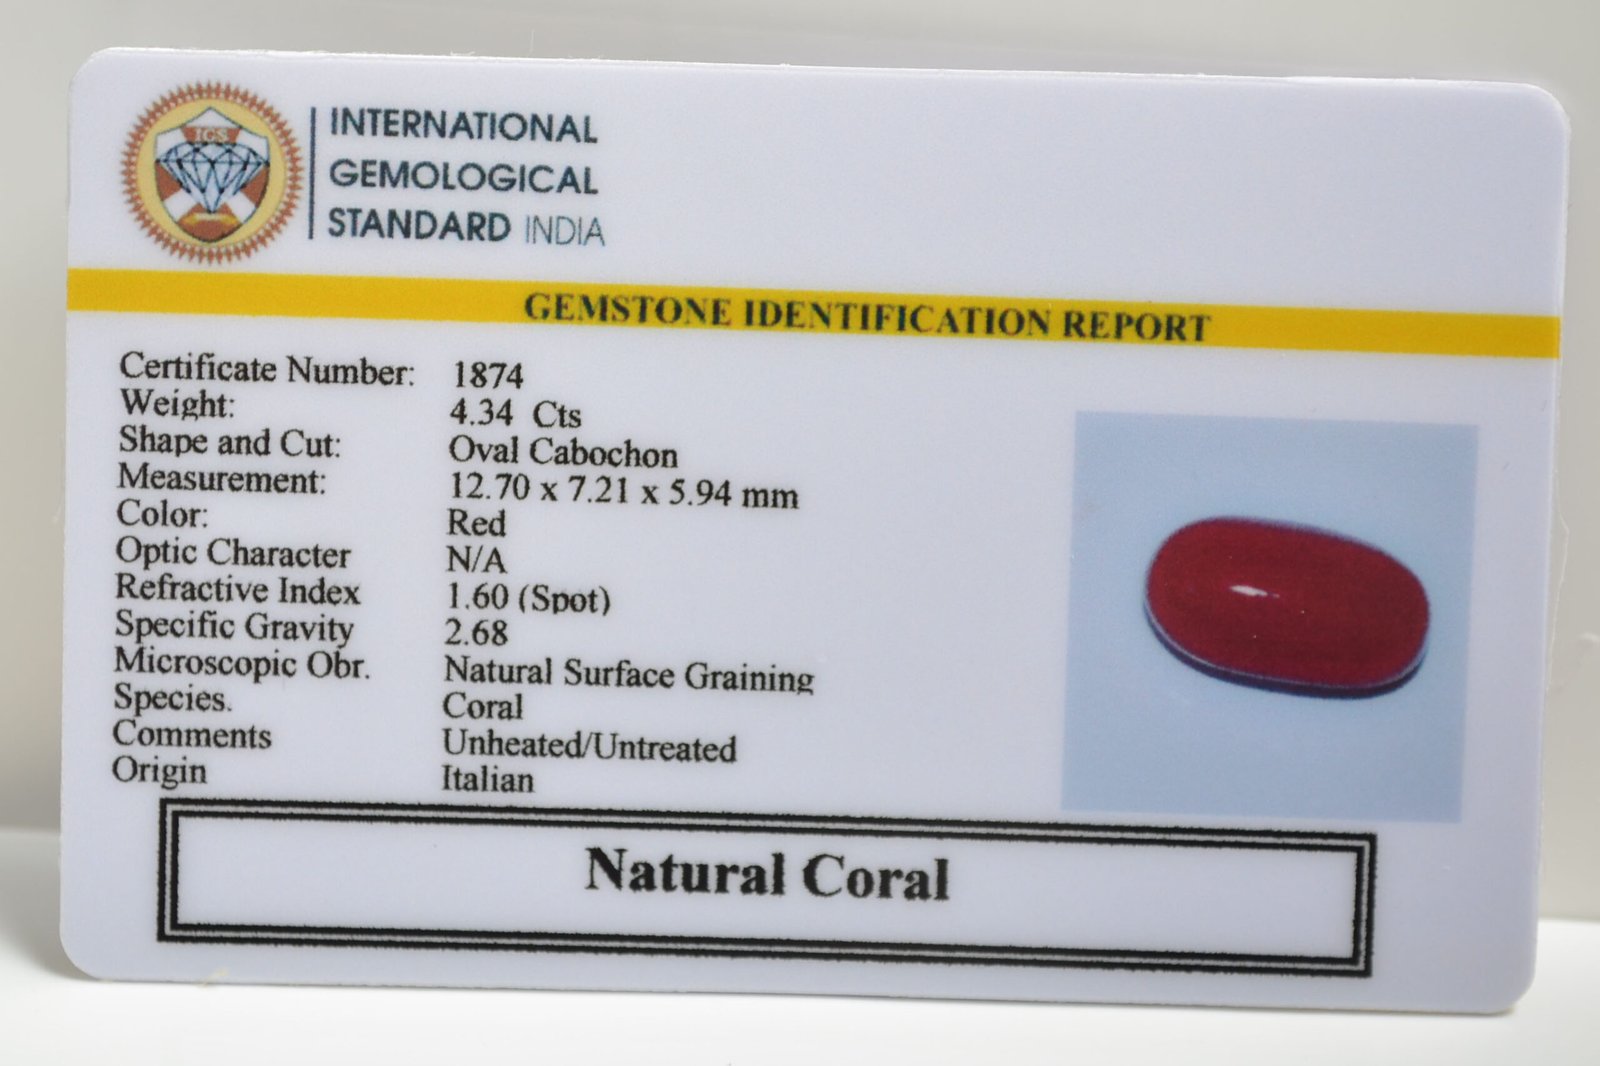 IGS
INTERNATIONAL
GEMOLOGICAL
STANDARD INDIA
GEMSTONE IDENTIFICATION REPORT
Certificate Number: 1874
Weight: 4.34 Cts
Shape and Cut: Oval Cabochon
Measurement: 12.70 x 7.21 x 5.94 mm
Color: Red
Optic Character N/A
Refractive Index 1.60 (Spot)
Specific Gravity 2.68
Microscopic Obr. Natural Surface Graining
Species. Coral
Comments Unheated/Untreated
Origin Italian
Natural Coral